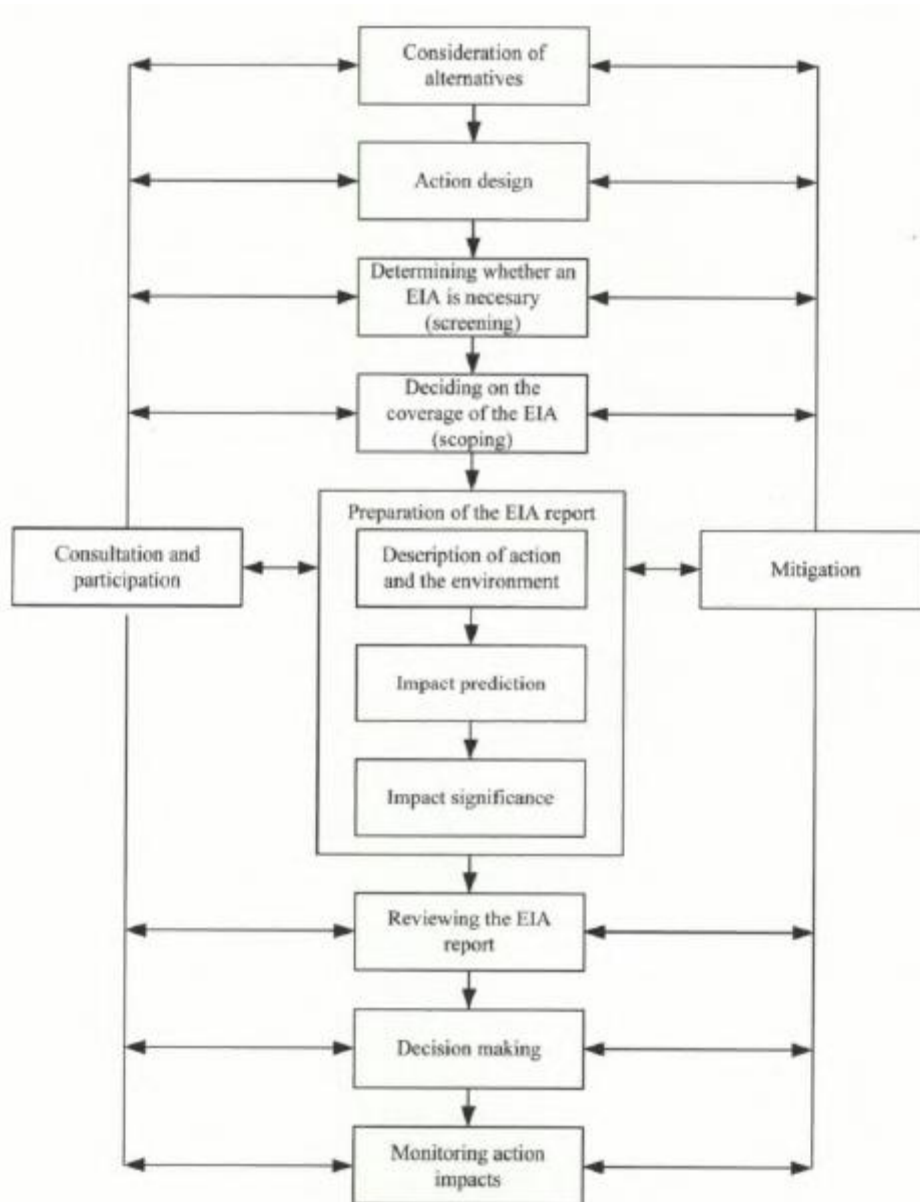 Consideration of
alternatives
Action design
Determining whether an
EIA is necesary
(screening)
Deciding on the
coverage of the EIA
(scoping)
Preparation of the EIA report
Consultation and
participation
Description of action
and the environment
Mitigation
Impact prediction
Impact significance
Reviewing the EIA
report
Decision making
Monitoring action
impacts